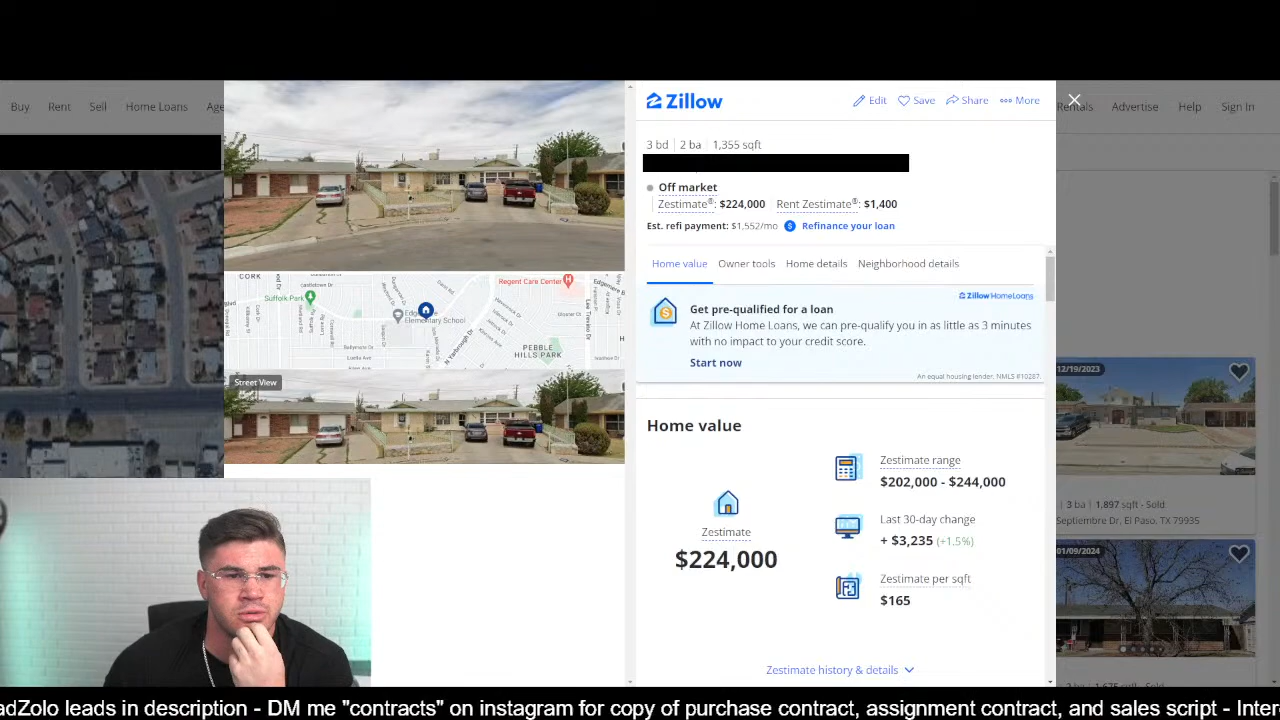 Buy Rent Sell Home Loans Age
Zillow
Edit Save Share More
Rentals Advertise Help Sign In
3 bd 2 ba 1,355 sqft
Off market
Zestimate®: $224,000 Rent Zestimate®: $1,400
Est. refi payment: $1,552/mo $ Refinance your loan
Home value Owner tools Home details Neighborhood details
Zillow HomeLoans
Get pre-qualified for a loan
At Zillow Home Loans, we can pre-qualify you in as little as 3 minutes
with no impact to your credit score.
Start now
An equal housing lender. NMLS #10287.
Home value
Zestimate
$224,000
Zestimate range
$202,000 - $244,000
Last 30-day change
+ $3,235 (+1.5%)
Zestimate per sqft
$165
Zestimate history & details
CORK
Suffolk Park
Regent Care Center
Elementary School
PEBBLE
HILLS PARK
Street View
12/19/2023
3 ba 1,897 sqft - Sold
Septiembre Dr, El Paso, TX 79935
01/09/2024
adZolo leads in description - DM me "contracts" on instagram for copy of purchase contract, assignment contract, and sales script - Inter